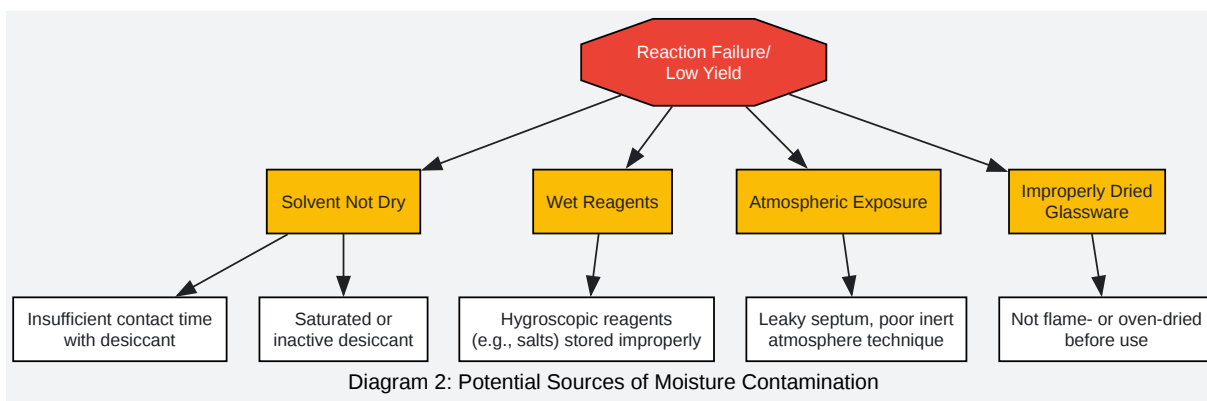 Reaction Failure/
Low Yield
Solvent Not Dry
Wet Reagents
Atmospheric Exposure
Improperly Dried
Glassware
Insufficient contact time
with desiccant
Saturated or
inactive desiccant
Hygroscopic reagents
(e.g., salts) stored improperly
Leaky septum, poor inert
atmosphere technique
Not flame- or oven-dried
before use
Diagram 2: Potential Sources of Moisture Contamination